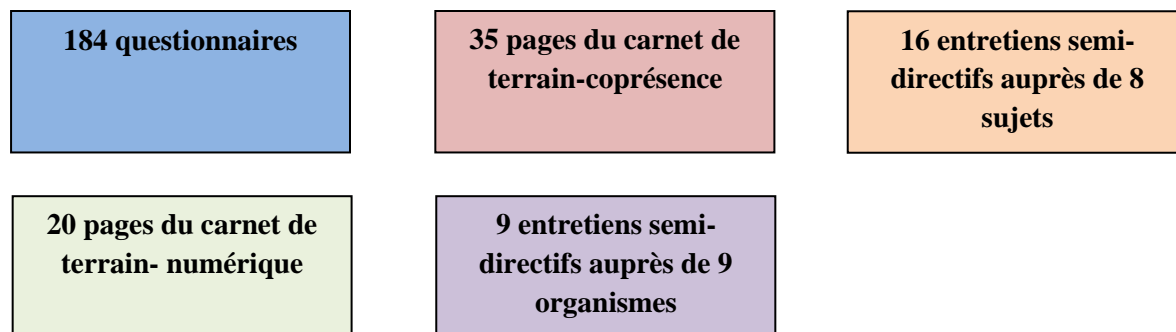 184 questionnaires
35 pages du carnet de
terrain-coprésence
16 entretiens semi-
directifs auprès de 8
sujets
20 pages du carnet de
terrain- numérique
9 entretiens semi-
directifs auprès de 9
organismes